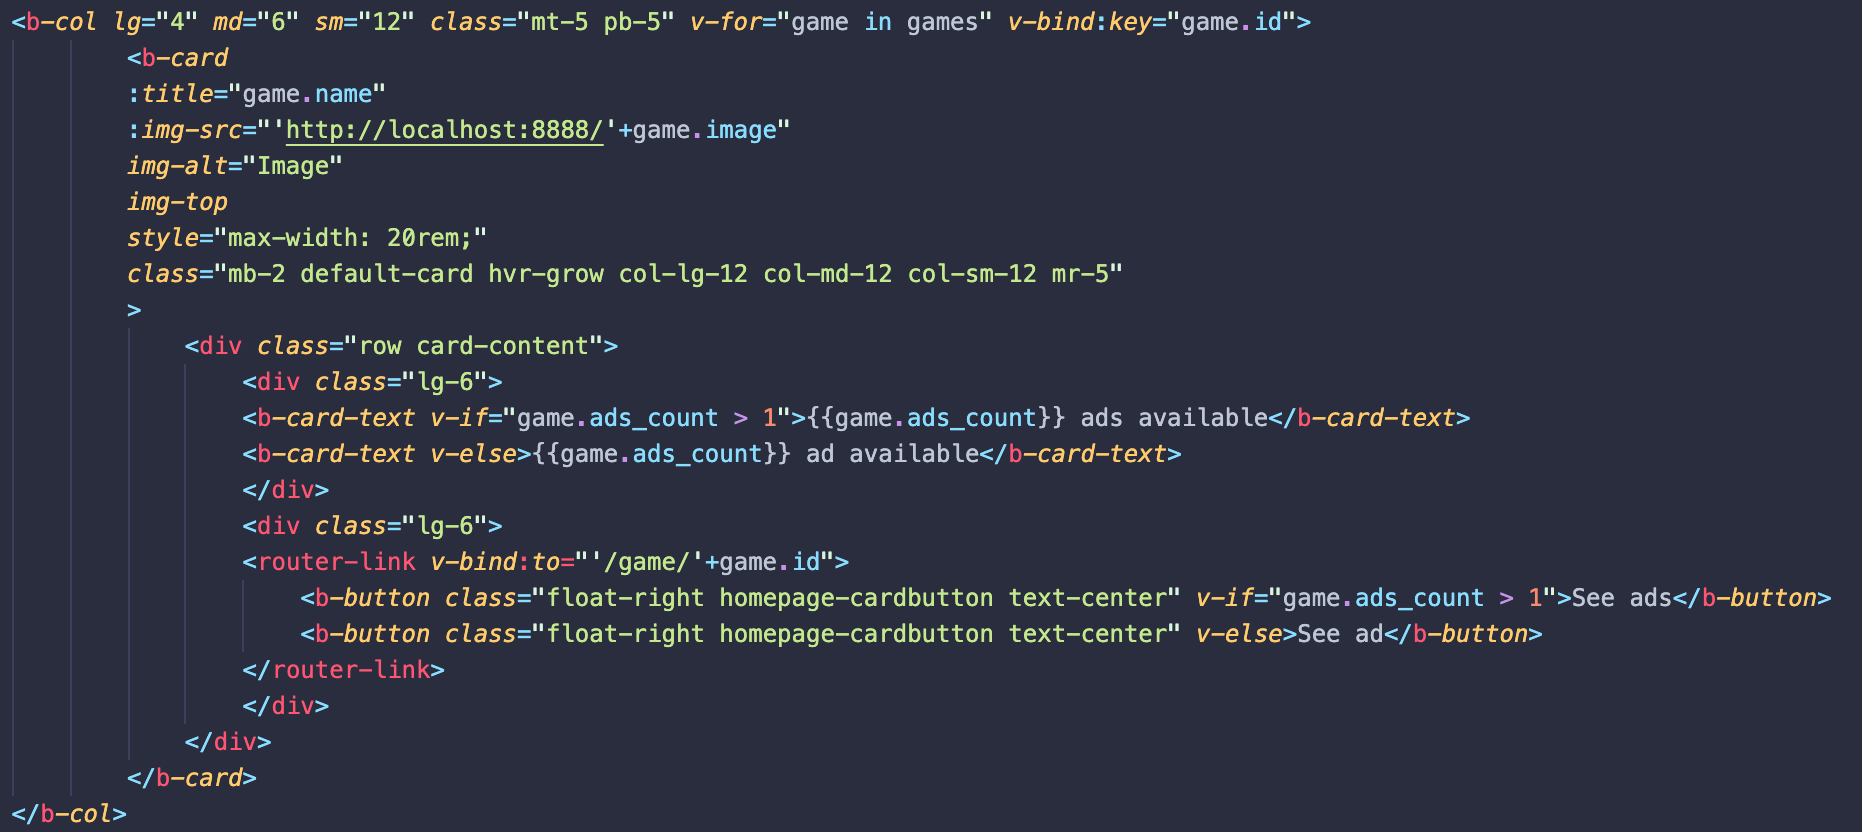 <b-col lg="4" md="6" sm="12" class="mt-5 pb-5" v-for="game in games" v-bind:key="game.id">
<b-card
:title="game.name"
:img-src="'http://localhost:8888/'+game.image"
img-alt="Image"
img-top
style="max-width: 20rem;"
class="mb-2 default-card hvr-grow col-lg-12 col-md-12 col-sm-12 mr-5"
>
<div class="row card-content">
<div class="lg-6">
<b-card-text v-if="game.ads_count > 1">{{game.ads_count}} ads available</b-card-text>
<b-card-text v-else>{{game.ads_count}} ad available</b-card-text>
</div>
<div class="lg-6">
<router-link v-bind:to="'/game/'+game.id">
<b-button class="float-right homepage-cardbutton text-center" v-if="game.ads_count > 1">See ads</b-button>
<b-button class="float-right homepage-cardbutton text-center" v-else>See ad</b-button>
</router-link>
</div>
</div>
</b-card>
</b-col>